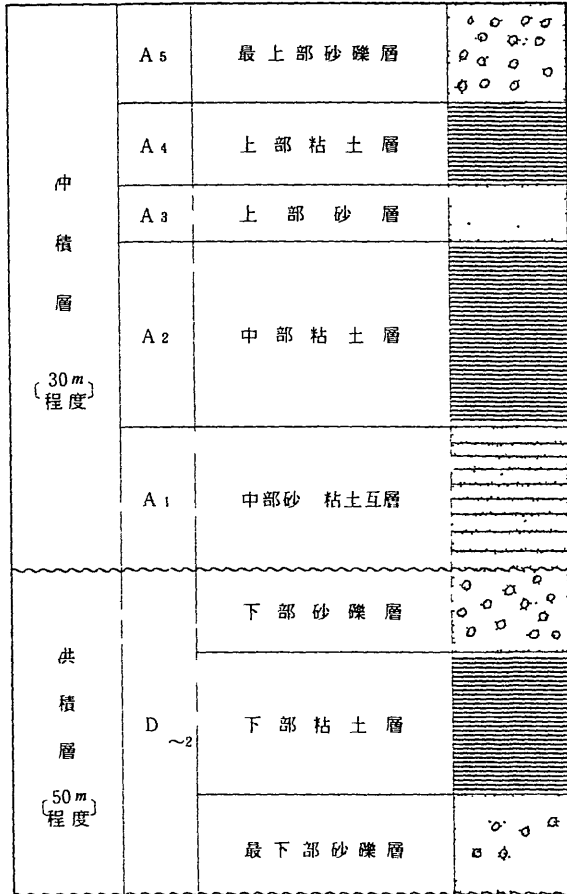 A5 最上部砂礫層
A4 上部粘土層
A3 上部砂層
沖積層
〔30m程度〕
A2 中部粘土層
A1 中部砂 粘土互層
下部砂礫層
洪積層
〔50m程度〕
D~2 下部粘土層
最下部砂礫層